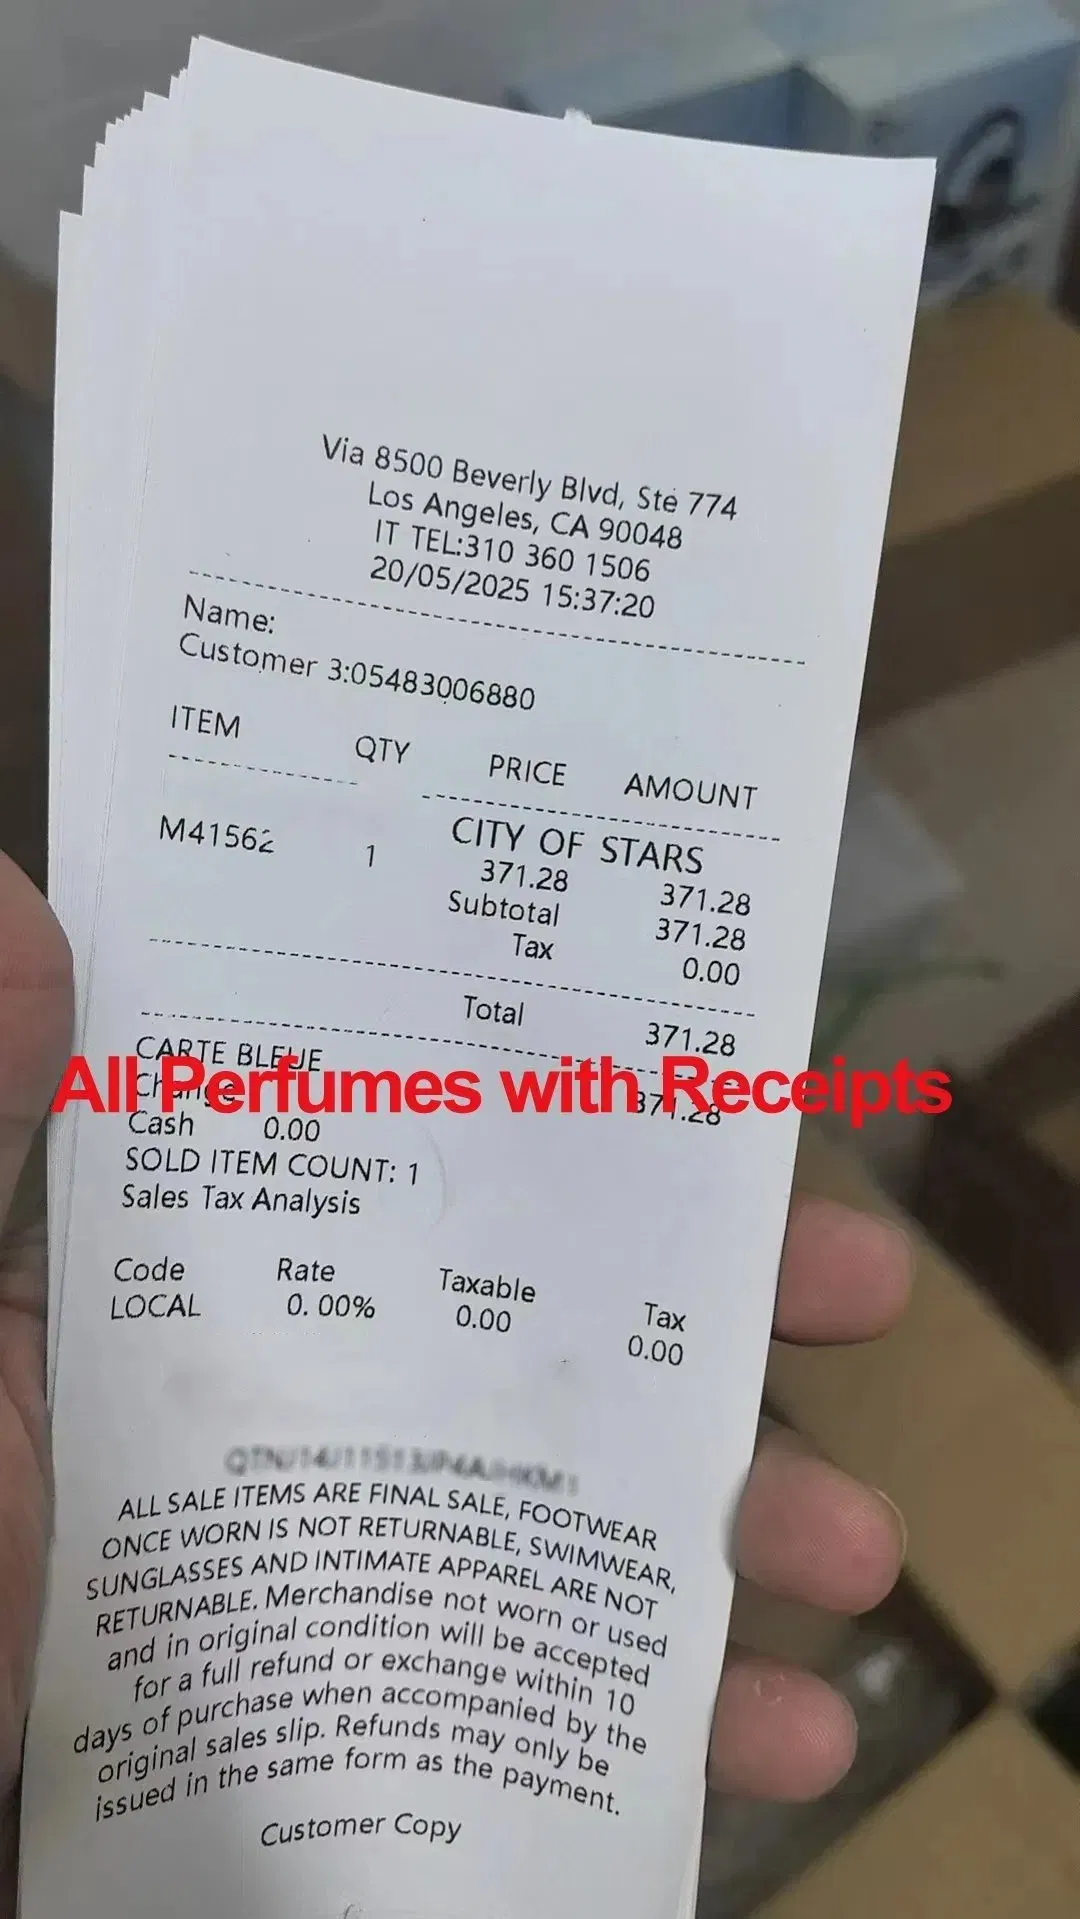 Via 8500 Beverly Blvd, Ste 774
Los Angeles, CA 90048
IT TEL:310 360 1506
20/05/2025 15:37:20
Name:
Customer 3:05483006880
ITEM QTY PRICE AMOUNT
CITY OF STARS
M41562 1 371.28 371.28
Subtotal 371.28
Tax 0.00
Total 371.28
CARTE BLEUE
All Perfumes with Receipts
Change 371.28
Cash 0.00
SOLD ITEM COUNT: 1
Sales Tax Analysis
Code Rate Taxable Tax
LOCAL 0. 00% 0.00 0.00
ALL SALE ITEMS ARE FINAL SALE, FOOTWEAR
ONCE WORN IS NOT RETURNABLE, SWIMWEAR,
SUNGLASSES AND INTIMATE APPAREL ARE NOT
RETURNABLE. Merchandise not worn or used
and in original condition will be accepted
for a full refund or exchange within 10
days of purchase when accompanied by the
original sales slip. Refunds may only be
issued in the same form as the payment.
Customer Copy